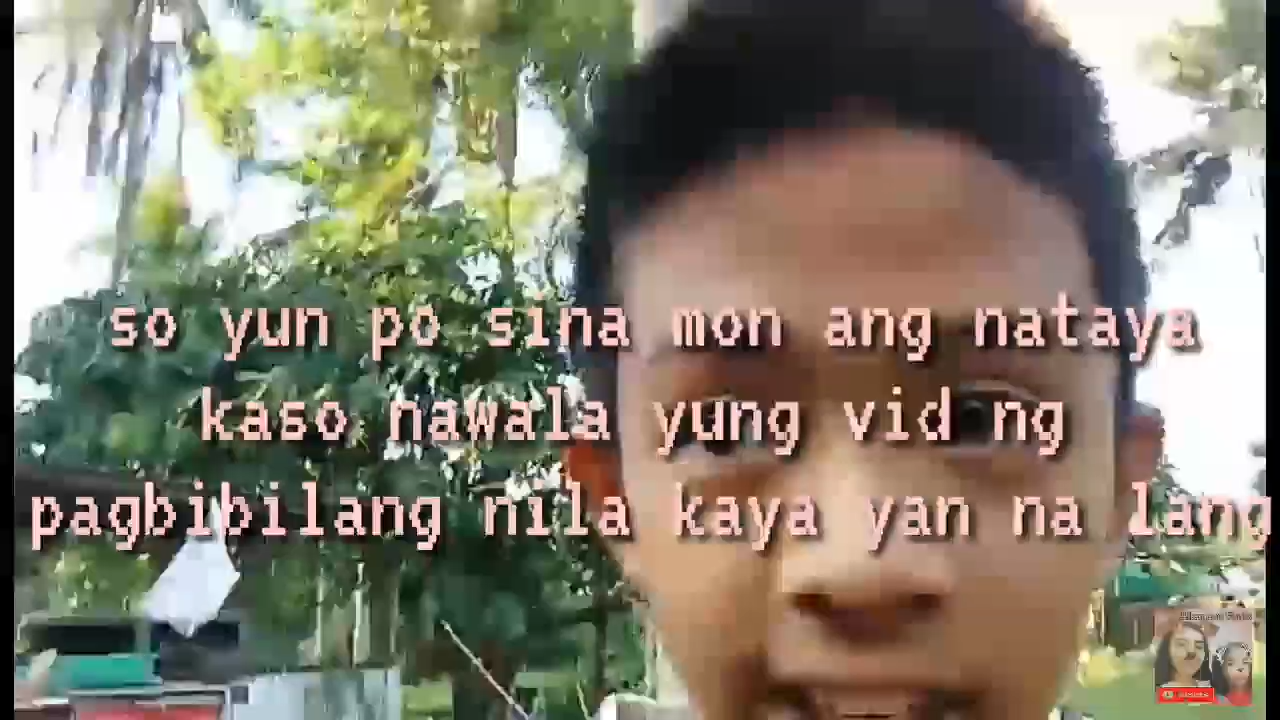 so yun po sina mon ang nataya
kaso nawala yung vid ng
pagbibilang nila kaya yan na lang